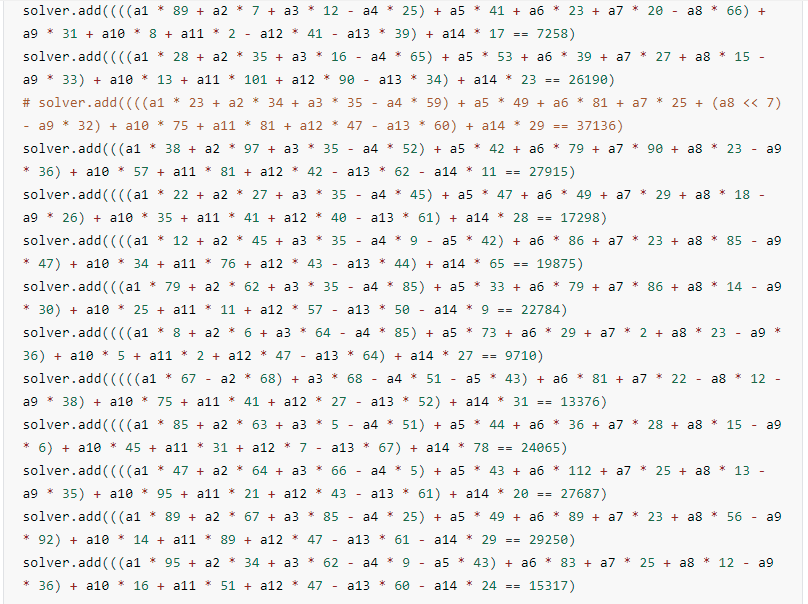 solver.add((((a1 * 89 + a2 * 7 + a3 * 12 - a4 * 25) + a5 * 41 + a6 * 23 + a7 * 20 - a8 * 66) +
a9 * 31 + a10 * 8 + a11 * 2 - a12 * 41 - a13 * 39) + a14 * 17 == 7258)
solver.add((((a1 * 28 + a2 * 35 + a3 * 16 - a4 * 65) + a5 * 53 + a6 * 39 + a7 * 27 + a8 * 15 -
a9 * 33) + a10 * 13 + a11 * 101 + a12 * 90 - a13 * 34) + a14 * 23 == 26190)
# solver.add((((a1 * 23 + a2 * 34 + a3 * 35 - a4 * 59) + a5 * 49 + a6 * 81 + a7 * 25 + (a8 << 7)
- a9 * 32) + a10 * 75 + a11 * 81 + a12 * 47 - a13 * 60) + a14 * 29 == 37136)
solver.add(((a1 * 38 + a2 * 97 + a3 * 35 - a4 * 52) + a5 * 42 + a6 * 79 + a7 * 90 + a8 * 23 - a9
* 36) + a10 * 57 + a11 * 81 + a12 * 42 - a13 * 62 - a14 * 11 == 27915)
solver.add((((a1 * 22 + a2 * 27 + a3 * 35 - a4 * 45) + a5 * 47 + a6 * 49 + a7 * 29 + a8 * 18 -
a9 * 26) + a10 * 35 + a11 * 41 + a12 * 40 - a13 * 61) + a14 * 28 == 17298)
solver.add((((a1 * 12 + a2 * 45 + a3 * 35 - a4 * 9 - a5 * 42) + a6 * 86 + a7 * 23 + a8 * 85 - a9
* 47) + a10 * 34 + a11 * 76 + a12 * 43 - a13 * 44) + a14 * 65 == 19875)
solver.add(((a1 * 79 + a2 * 62 + a3 * 35 - a4 * 85) + a5 * 33 + a6 * 79 + a7 * 86 + a8 * 14 - a9
* 30) + a10 * 25 + a11 * 11 + a12 * 57 - a13 * 50 - a14 * 9 == 22784)
solver.add((((a1 * 8 + a2 * 6 + a3 * 64 - a4 * 85) + a5 * 73 + a6 * 29 + a7 * 2 + a8 * 23 - a9 *
36) + a10 * 5 + a11 * 2 + a12 * 47 - a13 * 64) + a14 * 27 == 9710)
solver.add(((((a1 * 67 - a2 * 68) + a3 * 68 - a4 * 51 - a5 * 43) + a6 * 81 + a7 * 22 - a8 * 12 -
a9 * 38) + a10 * 75 + a11 * 41 + a12 * 27 - a13 * 52) + a14 * 31 == 13376)
solver.add((((a1 * 85 + a2 * 63 + a3 * 5 - a4 * 51) + a5 * 44 + a6 * 36 + a7 * 28 + a8 * 15 - a9
* 6) + a10 * 45 + a11 * 31 + a12 * 7 - a13 * 67) + a14 * 78 == 24065)
solver.add((((a1 * 47 + a2 * 64 + a3 * 66 - a4 * 5) + a5 * 43 + a6 * 112 + a7 * 25 + a8 * 13 -
a9 * 35) + a10 * 95 + a11 * 21 + a12 * 43 - a13 * 61) + a14 * 20 == 27687)
solver.add(((a1 * 89 + a2 * 67 + a3 * 85 - a4 * 25) + a5 * 49 + a6 * 89 + a7 * 23 + a8 * 56 - a9
* 92) + a10 * 14 + a11 * 89 + a12 * 47 - a13 * 61 - a14 * 29 == 29250)
solver.add(((a1 * 95 + a2 * 34 + a3 * 62 - a4 * 9 - a5 * 43) + a6 * 83 + a7 * 25 + a8 * 12 - a9
* 36) + a10 * 16 + a11 * 51 + a12 * 47 - a13 * 60 - a14 * 24 == 15317)